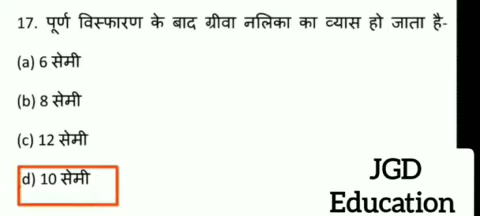 17. पूर्ण विस्फारण के बाद ग्रीवा नलिका का व्यास हो जाता है-
(a) 6 सेमी
(b) 8 सेमी
(c) 12 सेमी
d) 10 सेमी
JGD
Education